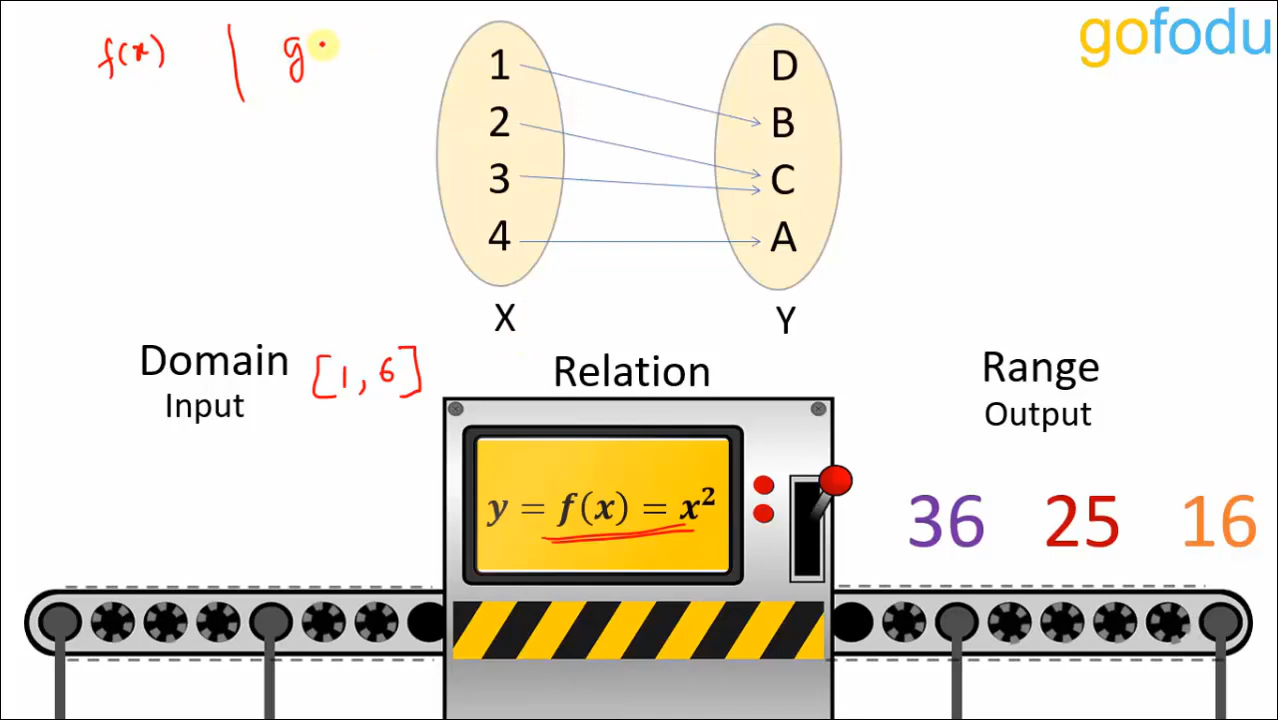 gofodu
f(x) | g
1
2
3
4
X
D
B
C
A
Y
Domain [1, 6]
Input
Relation
y = f(x) = x²
Range
Output
36 25 16